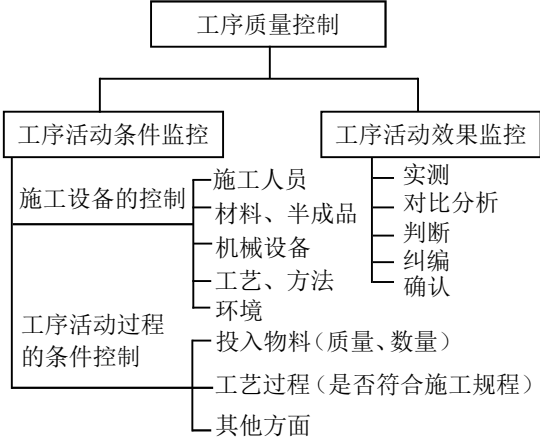 工序质量控制
工序活动条件监控
工序活动效果监控
施工设备的控制
施工人员
材料、半成品
机械设备
工艺、方法
环境
工序活动过程
的条件控制
投入物料（质量、数量）
工艺过程（是否符合施工规程）
其他方面
实测
对比分析
判断
纠编
确认